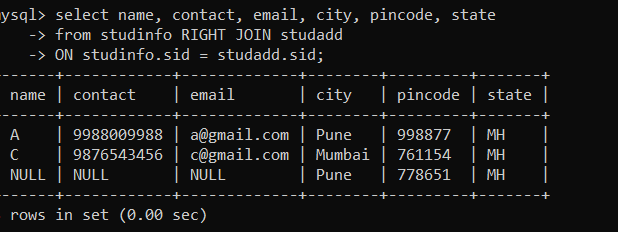 mysql> select name, contact, email, city, pincode, state
-> from studinfo RIGHT JOIN studadd
-> ON studinfo.sid = studadd.sid;
------+------------+-------------+--------+---------+-------+
name | contact | email | city | pincode | state |
------+------------+-------------+--------+---------+-------+
A | 9988009988 | a@gmail.com | Pune | 998877 | MH |
C | 9876543456 | c@gmail.com | Mumbai | 761154 | MH |
NULL | NULL | NULL | Pune | 778651 | MH |
------+------------+-------------+--------+---------+-------+
rows in set (0.00 sec)